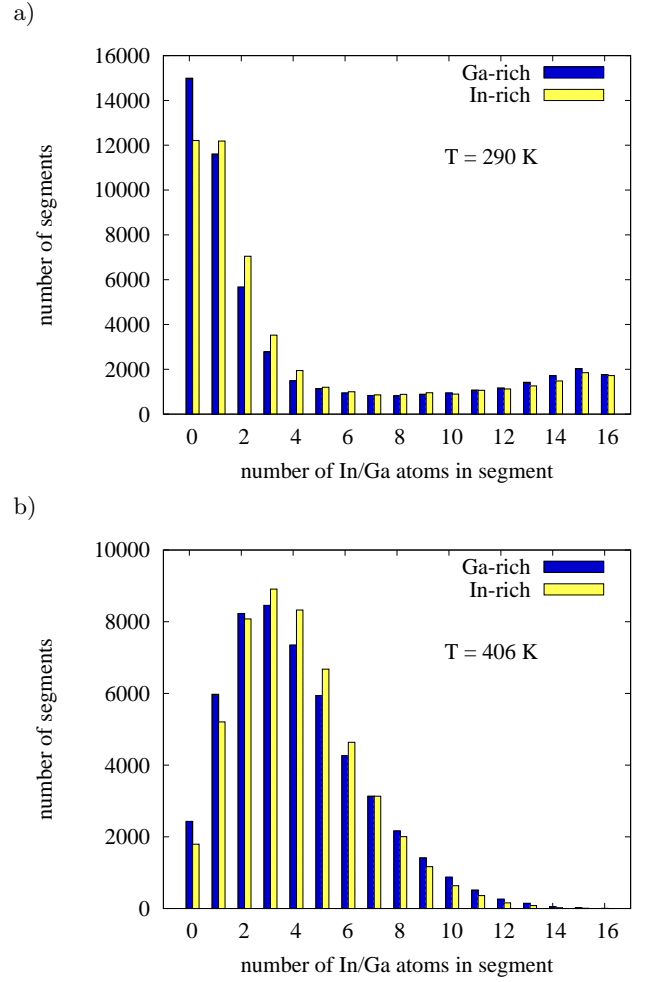 a)
16000
14000
12000
10000
8000
6000
4000
2000
0
number of segments
Ga-rich
In-rich
T = 290 K
0 2 4 6 8 10 12 14 16
number of In/Ga atoms in segment
b)
10000
8000
6000
4000
2000
0
number of segments
Ga-rich
In-rich
T = 406 K
0 2 4 6 8 10 12 14 16
number of In/Ga atoms in segment